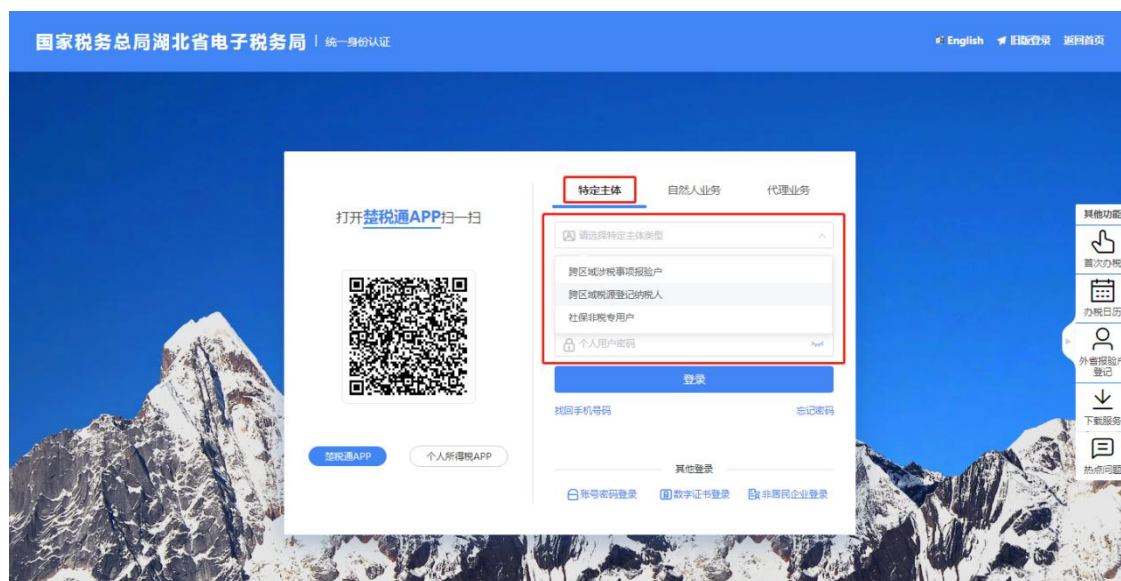 国家税务总局湖北省电子税务局 | 统一身份认证
English 旧版登录 返回首页
特定主体 自然人业务 代理业务
打开楚税通APP扫一扫
请选择特定主体类型
跨区域涉税事项报验户
跨区域税源登记纳税人
社保非税专用户
个人用户密码
登录
找回手机号码 忘记密码
楚税通APP 个人所得税APP
其他登录
账号密码登录 数字证书登录 非居民企业登录
其他功能
首次办税
办税日历
外省报验户
登记
下载服务
热点问题